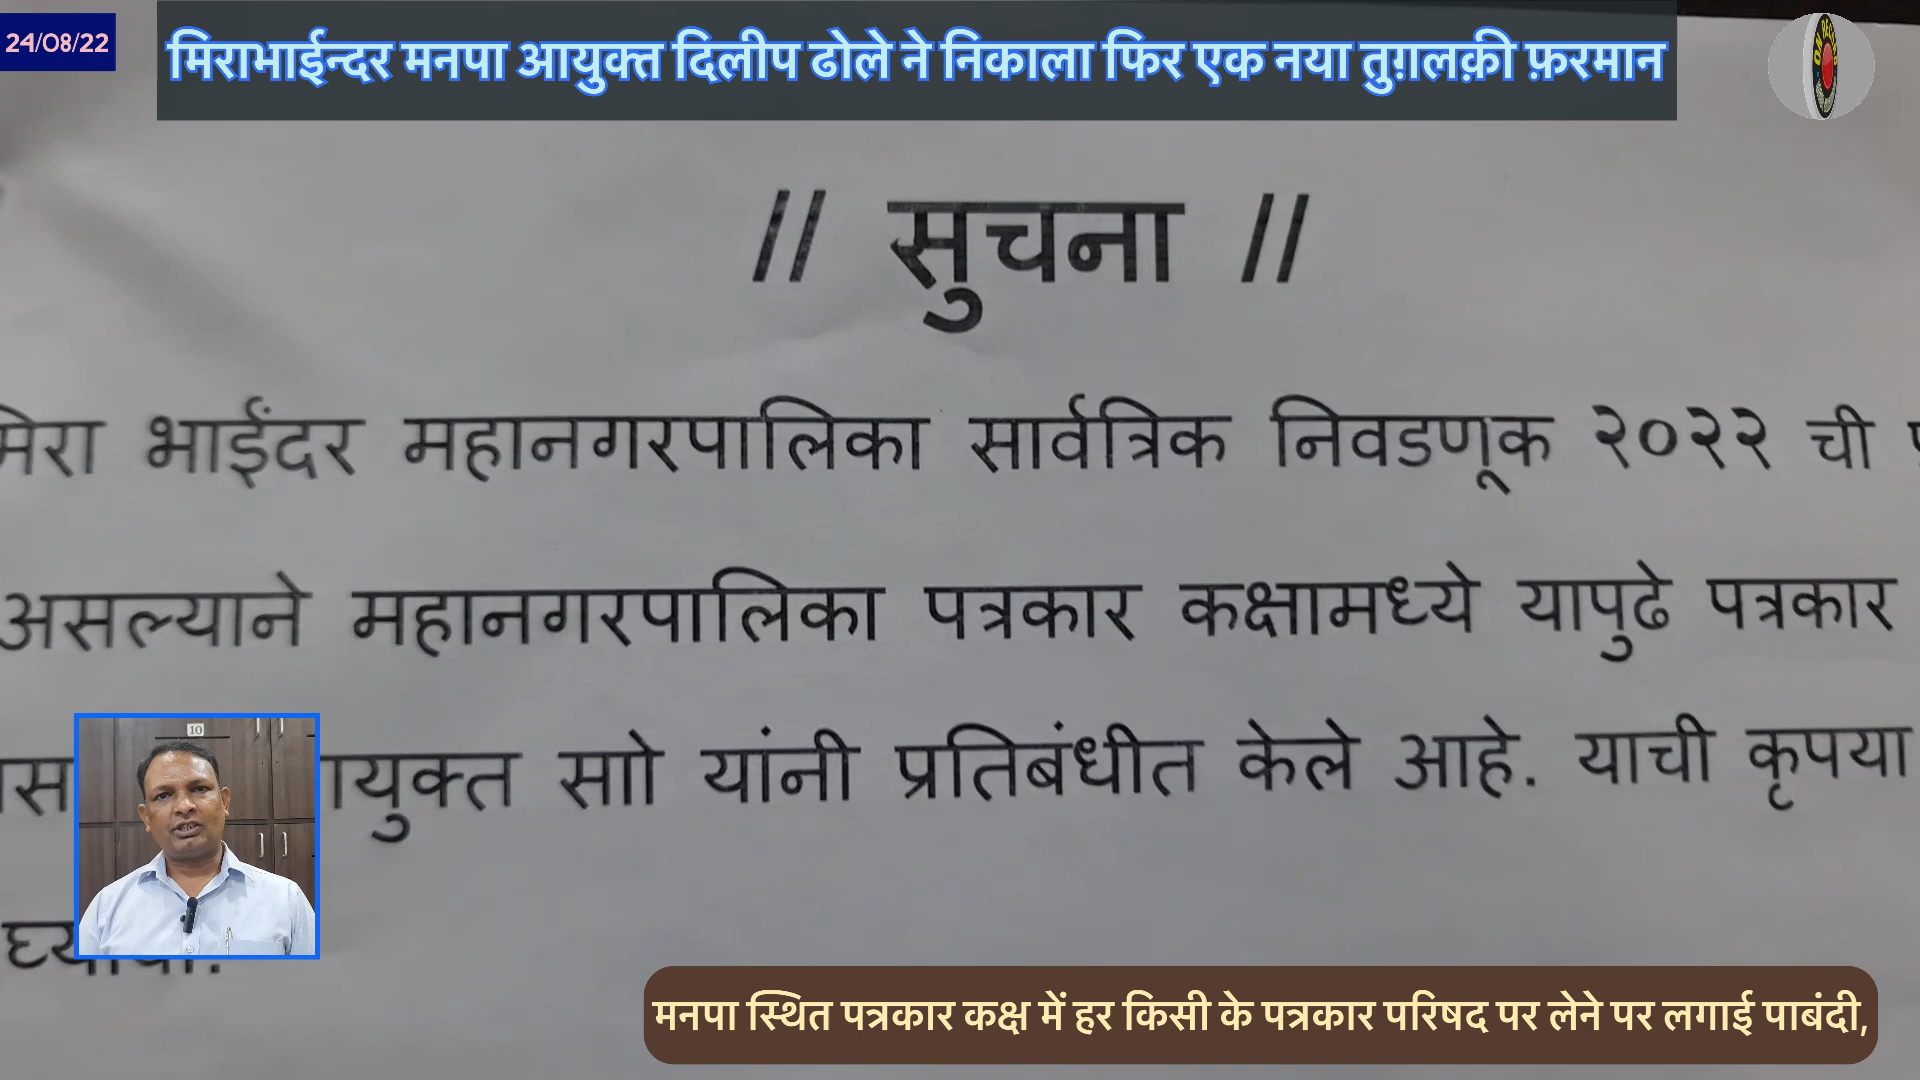 24/08/22
मिराभाईन्दर मनपा आयुक्त दिलीप ढोले ने निकाला फिर एक नया तुग़लक़ी फ़रमान
// सुचना //
मिरा भाईंदर महानगरपालिका सार्वत्रिक निवडणूक २०२२ ची
असल्याने महानगरपालिका पत्रकार कक्षामध्ये यापुढे पत्रकार
साो यांनी प्रतिबंधीत केले आहे. याची कृपया
10
मनपा स्थित पत्रकार कक्ष में हर किसी के पत्रकार परिषद पर लेने पर लगाई पाबंदी,